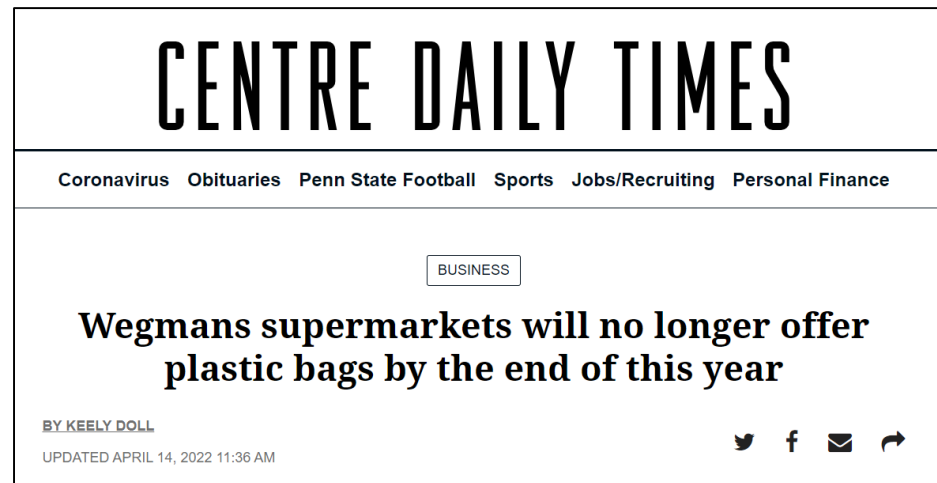 CENTRE DAILY TIMES
Coronavirus Obituaries Penn State Football Sports Jobs/Recruiting Personal Finance
BUSINESS
Wegmans supermarkets will no longer offer
plastic bags by the end of this year
BY KEELY DOLL
UPDATED APRIL 14, 2022 11:36 AM